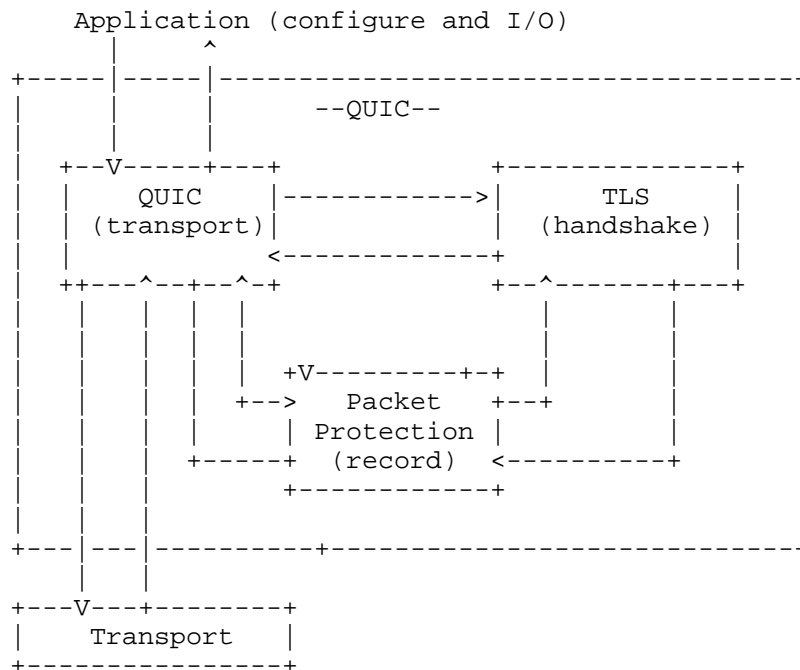 Application (configure and I/O)
--QUIC--
QUIC
(transport)
TLS
(handshake)
Packet
Protection
(record)
Transport